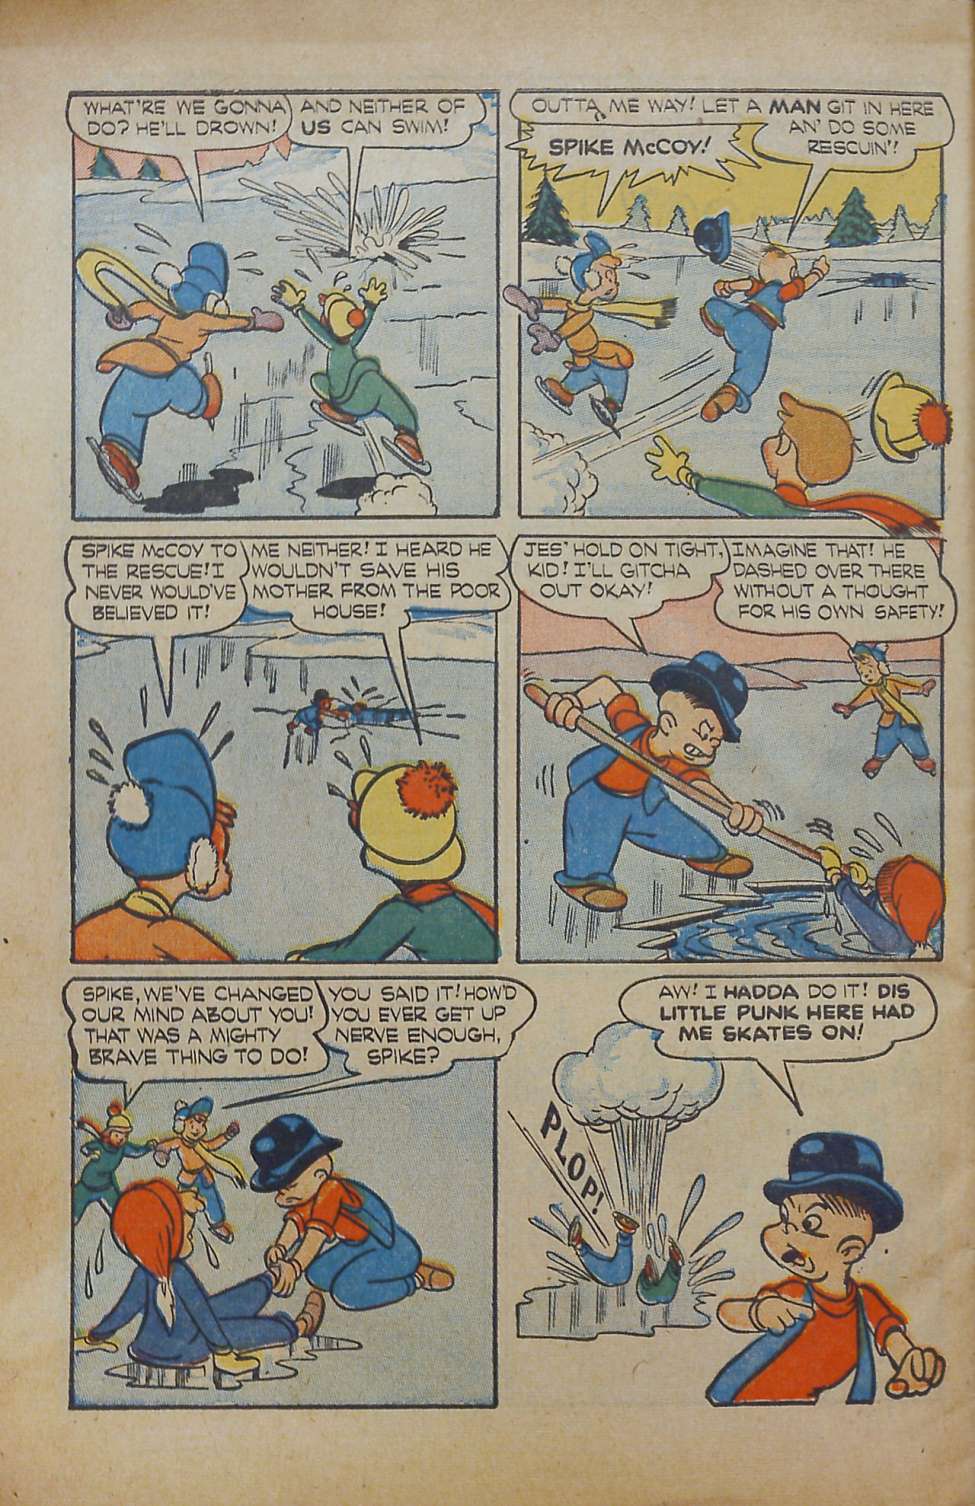 WHAT'RE WE GONNA
DO? HE'LL DROWN!
AND NEITHER OF
US CAN SWIM!
OUTTA ME WAY! LET A MAN GIT IN HERE
AN' DO SOME
RESCUIN'!
SPIKE McCOY!
SPIKE McCOY TO
THE RESCUE! I
NEVER WOULD'VE
BELIEVED IT!
ME NEITHER! I HEARD HE
WOULDN'T SAVE HIS
MOTHER FROM THE POOR
HOUSE!
JES' HOLD ON TIGHT,
KID! I'LL GITCHA
OUT OKAY!
IMAGINE THAT! HE
DASHED OVER THERE
WITHOUT A THOUGHT
FOR HIS OWN SAFETY!
SPIKE, WE'VE CHANGED
OUR MIND ABOUT YOU!
THAT WAS A MIGHTY
BRAVE THING TO DO!
YOU SAID IT! HOW'D
YOU EVER GET UP
NERVE ENOUGH,
SPIKE?
AW! I HADDA DO IT! DIS
LITTLE PUNK HERE HAD
ME SKATES ON!
PLOP!